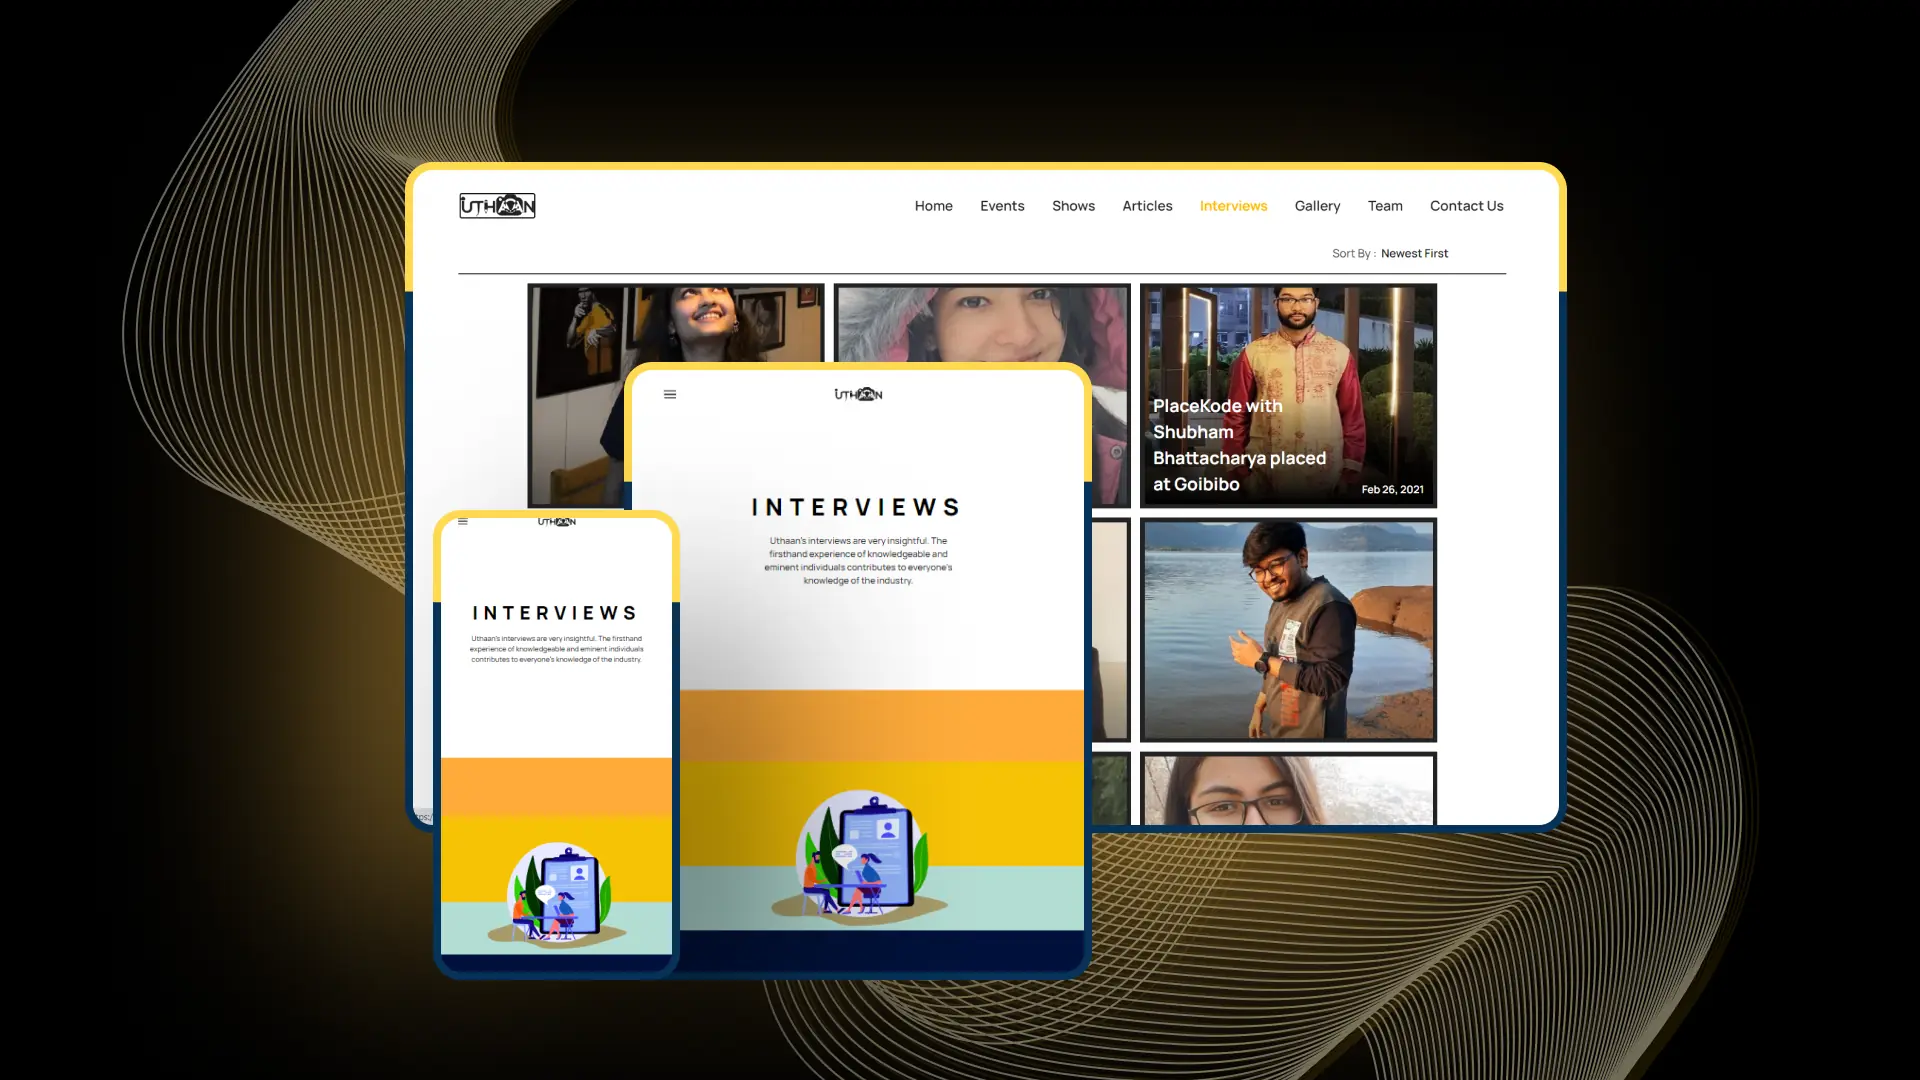 UTHAAN
Home Events Shows Articles Interviews Gallery Team Contact Us
Sort By : Newest First
PlaceKode with
Shubham
Bhattacharya placed
at Goibibo
Feb 26, 2021
UTHAAN
INTERVIEWS
Uthaan's interviews are very insightful. The
firsthand experience of knowledgeable and
eminent individuals contributes to everyone's
knowledge of the industry.
UTHAAN
INTERVIEWS
Uthaan's interviews are very insightful. The firsthand
experience of knowledgeable and eminent individuals
contributes to everyone's knowledge of the industry.